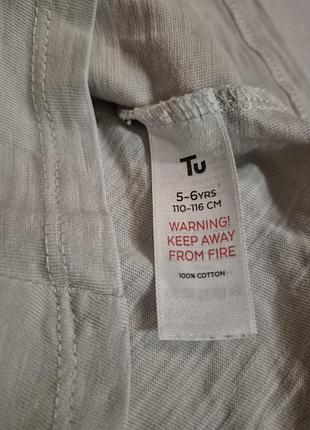 Tu
5-6YRS
110-116 CM
WARNING!
KEEP AWAY
FROM FIRE
100% COTTON